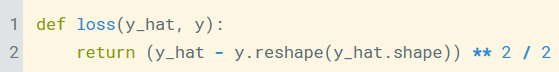 1 def loss(y_hat, y):
2     return (y_hat - y.reshape(y_hat.shape)) ** 2 / 2